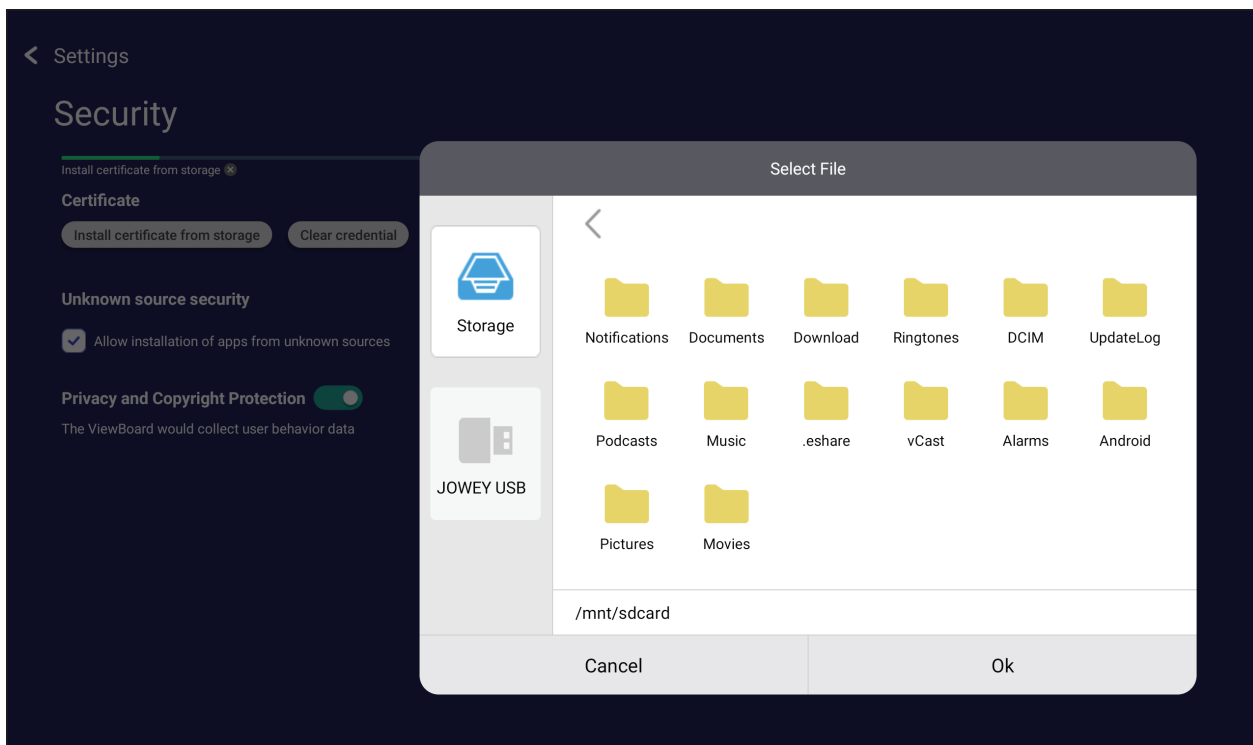 Settings
Security
Install certificate from storage
Certificate
Install certificate from storage Clear credential
Unknown source security
Allow installation of apps from unknown sources
Privacy and Copyright Protection
The ViewBoard would collect user behavior data
Select File
Storage
JOWEY USB
Notifications Documents Download Ringtones DCIM UpdateLog
Podcasts Music .eshare vCast Alarms Android
Pictures Movies
/mnt/sdcard
Cancel Ok